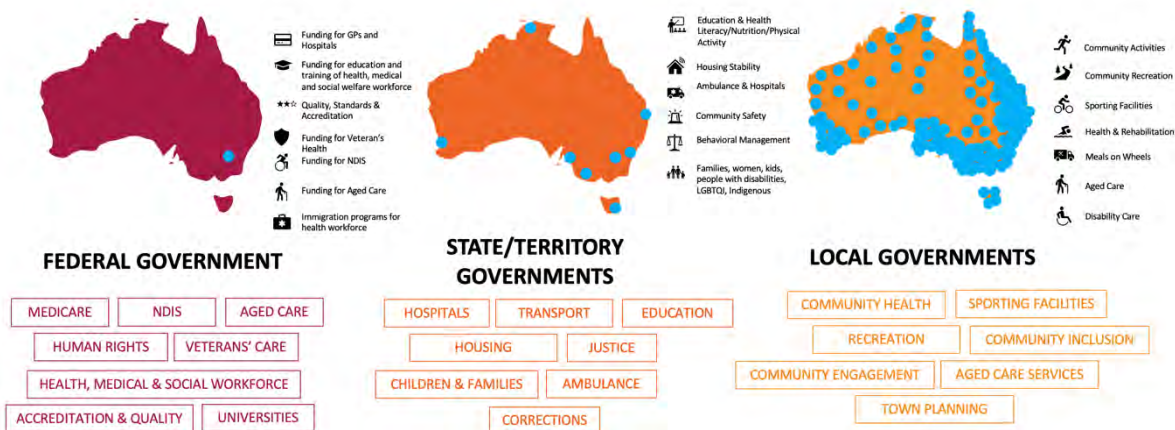 Funding for GPs and
Hospitals
Funding for education and
training of health, medical
and social welfare workforce
Quality, Standards &
Accreditation
Funding for Veteran's
Health
Funding for NDIS
Funding for Aged Care
Immigration programs for
health workforce
FEDERAL GOVERNMENT
MEDICARE
NDIS
AGED CARE
HUMAN RIGHTS
VETERANS' CARE
HEALTH, MEDICAL & SOCIAL WORKFORCE
ACCREDITATION & QUALITY
UNIVERSITIES
Education & Health
Literacy/Nutrition/Physical
Activity
Housing Stability
Ambulance & Hospitals
Community Safety
Behavioral Management
Families, women, kids,
people with disabilities,
LGBTQI, Indigenous
STATE/TERRITORY
GOVERNMENTS
HOSPITALS
TRANSPORT
EDUCATION
HOUSING
JUSTICE
CHILDREN & FAMILIES
AMBULANCE
CORRECTIONS
Community Activities
Community Recreation
Sporting Facilities
Health & Rehabilitation
Meals on Wheels
Aged Care
Disability Care
LOCAL GOVERNMENTS
COMMUNITY HEALTH
SPORTING FACILITIES
RECREATION
COMMUNITY INCLUSION
COMMUNITY ENGAGEMENT
AGED CARE SERVICES
TOWN PLANNING